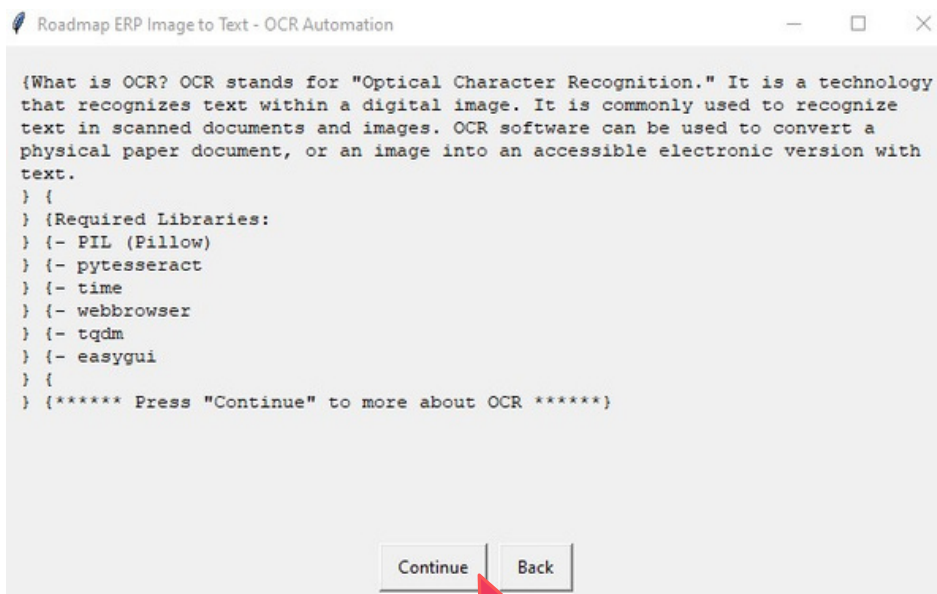 Roadmap ERP Image to Text - OCR Automation
{What is OCR? OCR stands for "Optical Character Recognition." It is a technology
that recognizes text within a digital image. It is commonly used to recognize
text in scanned documents and images. OCR software can be used to convert a
physical paper document, or an image into an accessible electronic version with
text.
} {
} {Required Libraries:
} {- PIL (Pillow)
} {- pytesseract
} {- time
} {- webbrowser
} {- tqdm
} {- easygui
} {
} {****** Press "Continue" to more about OCR ******}
Continue Back